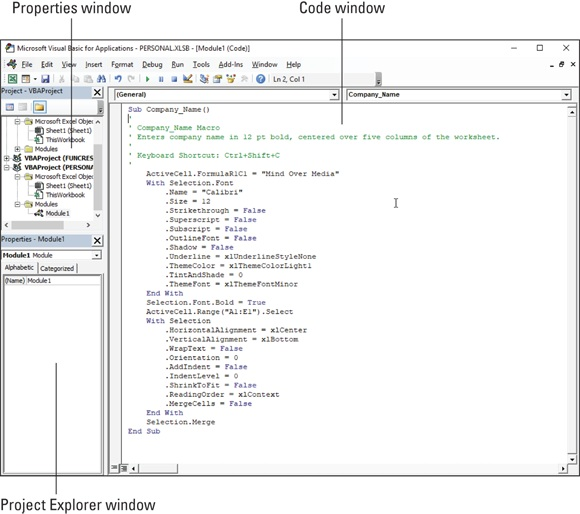 Properties window
Code window
Microsoft Visual Basic for Applications - PERSONAL.XLSB - [Module1 (Code)]
File Edit View Insert Format Debug Run Tools Add-Ins Window Help
Ln 2, Col 1
Project - VBAProject
Microsoft Excel Objec
Sheet1 (Sheet1)
ThisWorkbook
Modules
VBAProject (FUNCRES
VBAProject (PERSONA
Microsoft Excel Objec
Sheet1 (Sheet1)
ThisWorkbook
Modules
Module1
Properties - Module1
Module1 Module
Alphabetic Categorized
(Name) Module1
(General) Company_Name
Sub Company_Name()
'
' Company_Name Macro
' Enters company name in 12 pt bold, centered over five columns of the worksheet.
'
' Keyboard Shortcut: Ctrl+Shift+C
'
ActiveCell.FormulaR1C1 = "Mind Over Media"
With Selection.Font
.Name = "Calibri"
.Size = 12
.Strikethrough = False
.Superscript = False
.Subscript = False
.OutlineFont = False
.Shadow = False
.Underline = xlUnderlineStyleNone
.ThemeColor = xlThemeColorLight1
.TintAndShade = 0
.ThemeFont = xlThemeFontMinor
End With
Selection.Font.Bold = True
ActiveCell.Range("A1:E1").Select
With Selection
.HorizontalAlignment = xlCenter
.VerticalAlignment = xlBottom
.WrapText = False
.Orientation = 0
.AddIndent = False
.IndentLevel = 0
.ShrinkToFit = False
.ReadingOrder = xlContext
.MergeCells = False
End With
Selection.Merge
End Sub
Project Explorer window